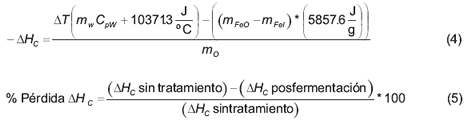 −ΔH_C = (ΔT(m_w C_pW + 103713 J/°C) − ((m_FeO − m_FeI) * (5857.6 J/g))) / m_O (4)
% Pérdida ΔH_C = ((ΔH_C sin tratamiento) − (ΔH_C posfermentación)) / (ΔH_C sintratamiento) * 100 (5)